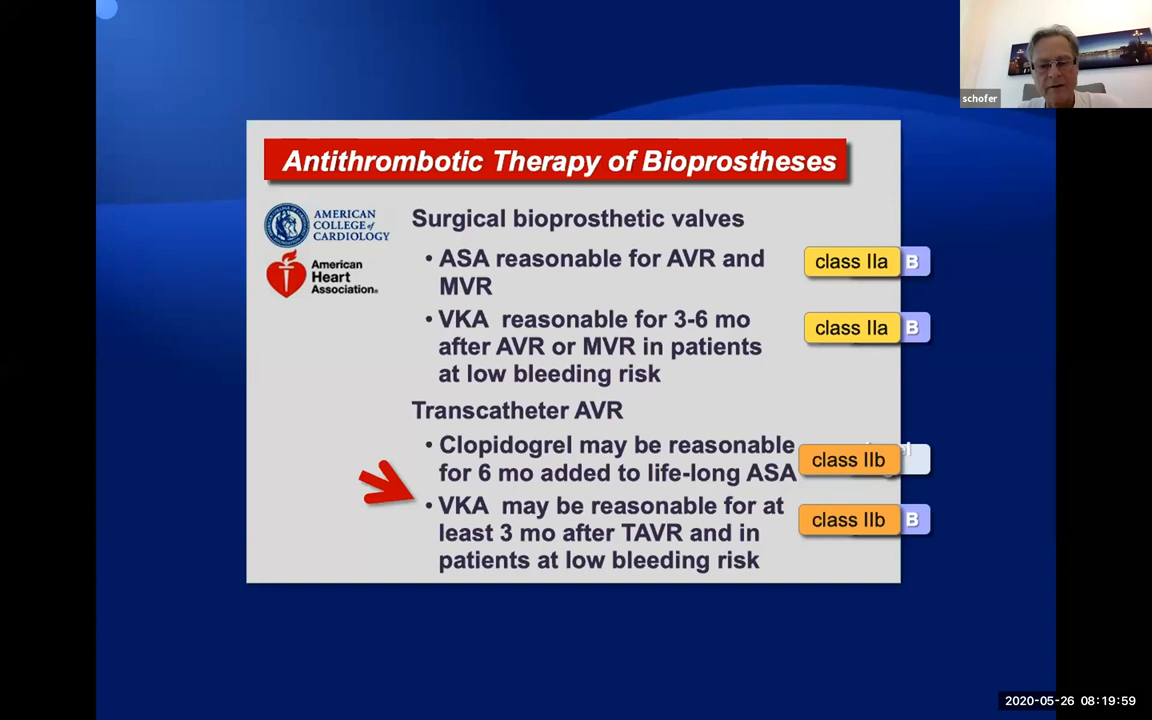 schofer
Antithrombotic Therapy of Bioprostheses
AMERICAN
COLLEGE of
CARDIOLOGY
American
Heart
Association®
Surgical bioprosthetic valves
• ASA reasonable for AVR and
MVR
class IIa B
• VKA reasonable for 3-6 mo
after AVR or MVR in patients
at low bleeding risk
class IIa B
Transcatheter AVR
• Clopidogrel may be reasonable
for 6 mo added to life-long ASA
class IIb
• VKA may be reasonable for at
least 3 mo after TAVR and in
patients at low bleeding risk
class IIb B
2020-05-26 08:19:59